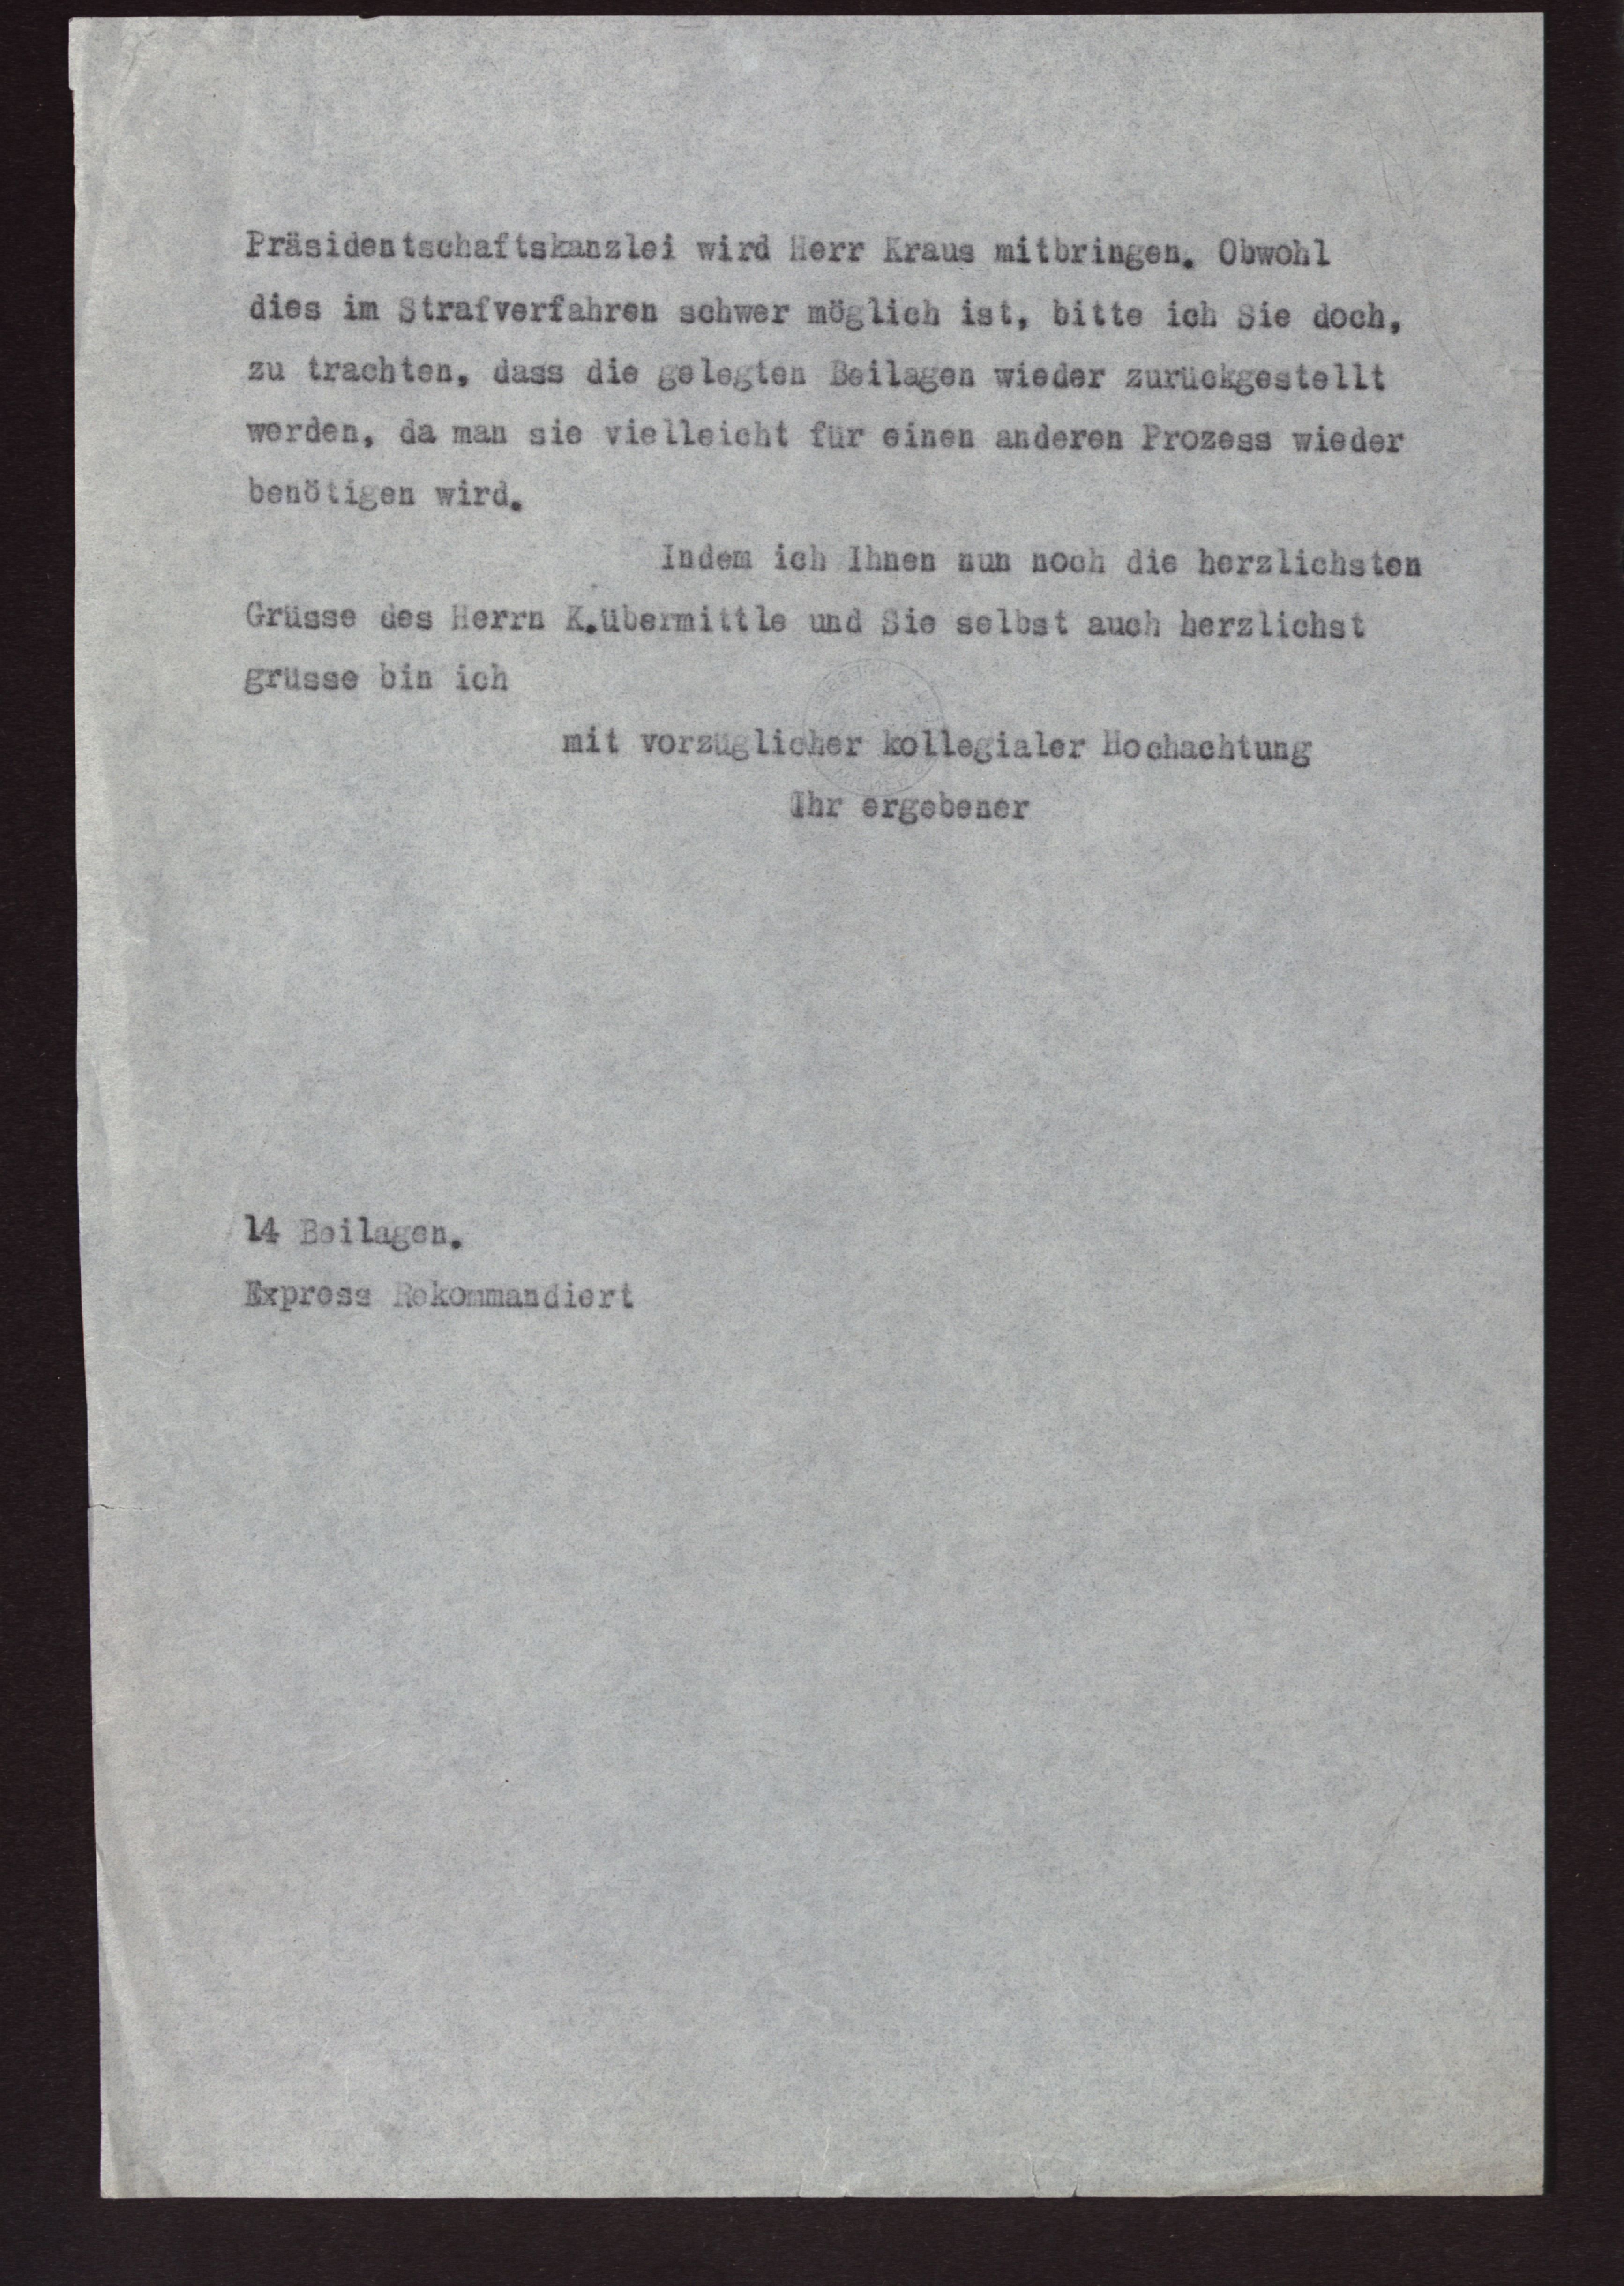 Präsidentschaftskanzlei wird Herr Kraus mitbringen. Obwohl
dies im Strafverfahren schwer möglich ist, bitte ich Sie doch,
zu trachten, dass die gelegten Beilagen wieder zurückgestellt
werden, da man sie vielleicht für einen anderen Prozess wieder
benötigen wird.
Indem ich Ihnen nun noch die herzlichsten
Grüsse des Herrn K.übermittle und Sie selbst auch herzlichst
grüsse bin ich
mit vorzüglicher kollegialer Hochachtung
Ihr ergebener
14 Beilagen.
Express Rekommandiert